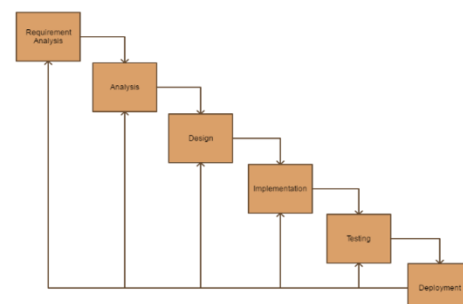 Requirement
Analysis
Analysis
Design
Implementation
Testing
Deployment